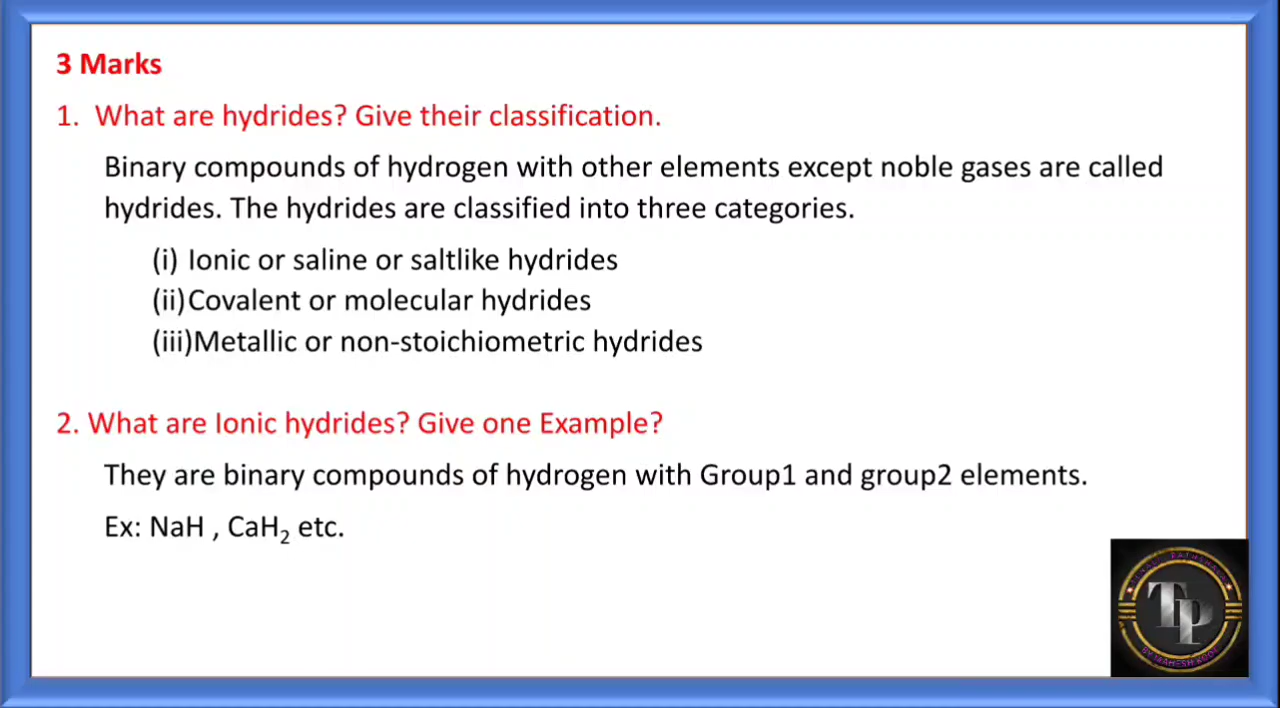 3 Marks
1. What are hydrides? Give their classification.
Binary compounds of hydrogen with other elements except noble gases are called
hydrides. The hydrides are classified into three categories.
(i) Ionic or saline or saltlike hydrides
(ii)Covalent or molecular hydrides
(iii)Metallic or non-stoichiometric hydrides
2. What are Ionic hydrides? Give one Example?
They are binary compounds of hydrogen with Group1 and group2 elements.
Ex: NaH , CaH₂ etc.
TP